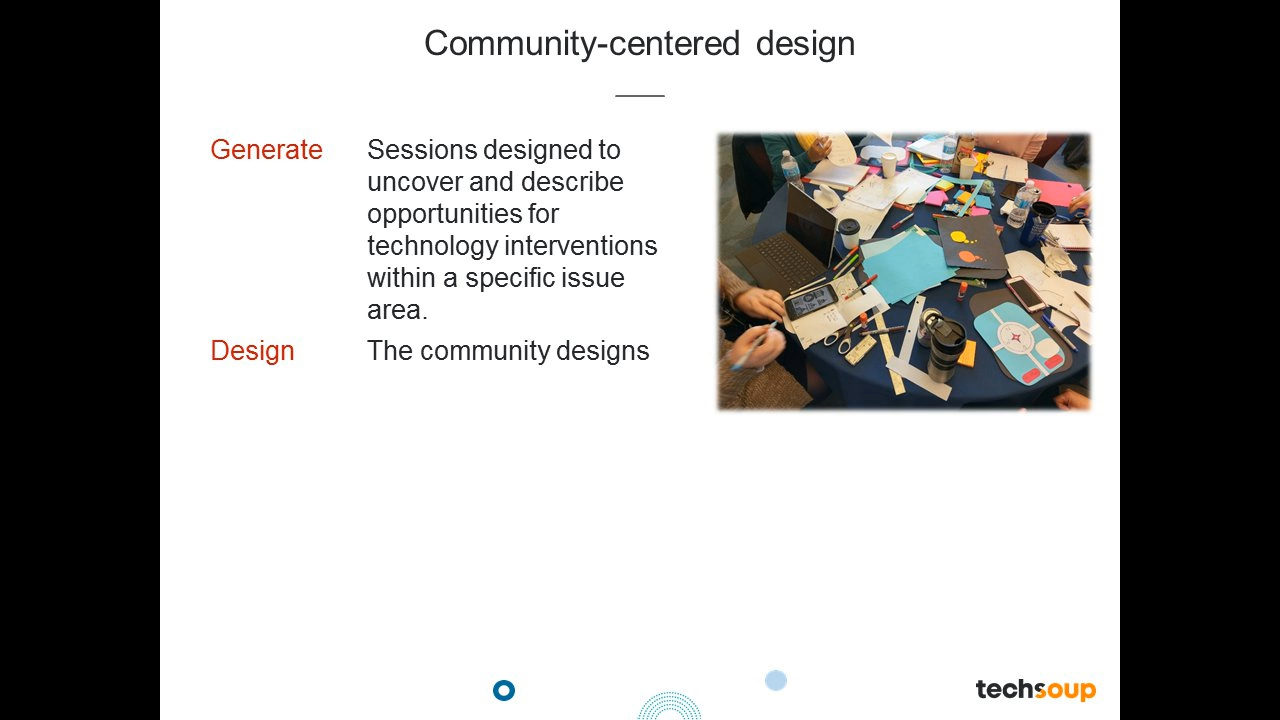 Community-centered design
Generate
Sessions designed to
uncover and describe
opportunities for
technology interventions
within a specific issue
area.
Design
The community designs
techsoup